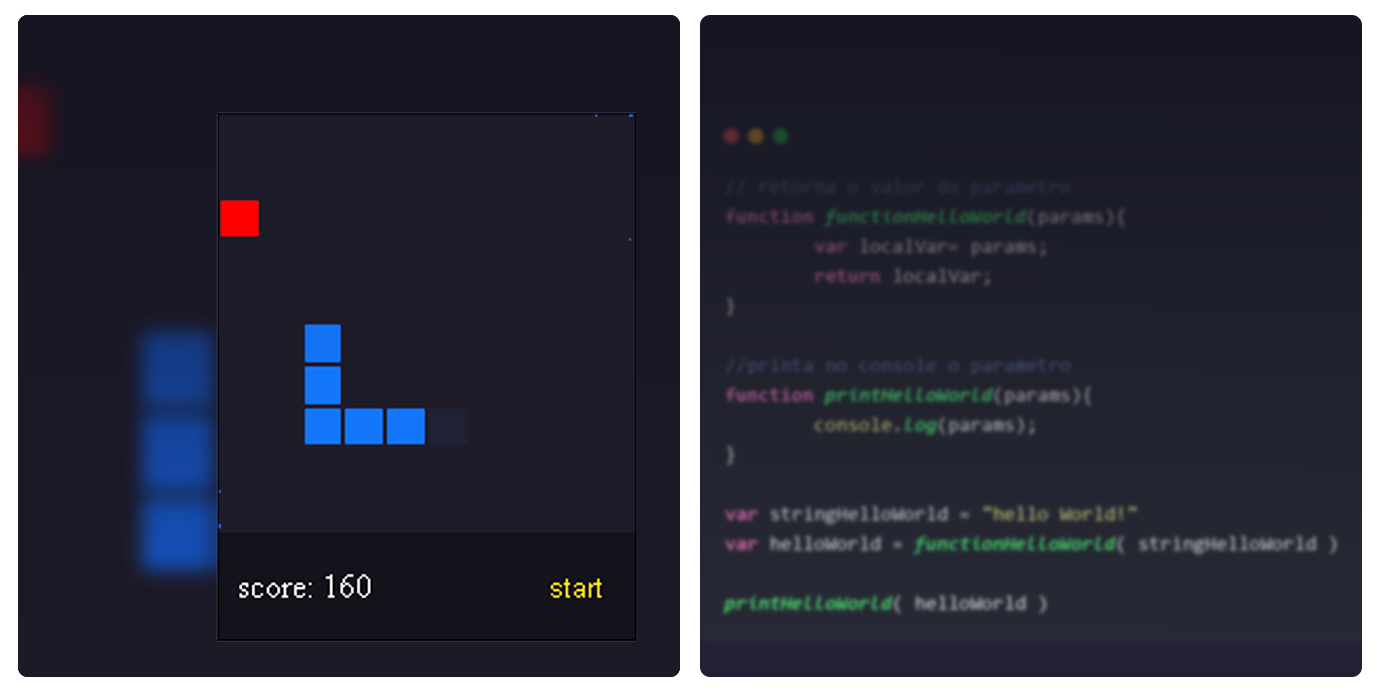 score: 160
start
// retorna o valor do parametro
function functionHelloWorld(params){
var localVar= params;
return localVar;
}
//printa no console o parametro
function printHelloWorld(params){
console.log(params);
}
var stringHelloWorld = "hello World!"
var helloWorld = functionHelloWorld( stringHelloWorld )
printHelloWorld( helloWorld )